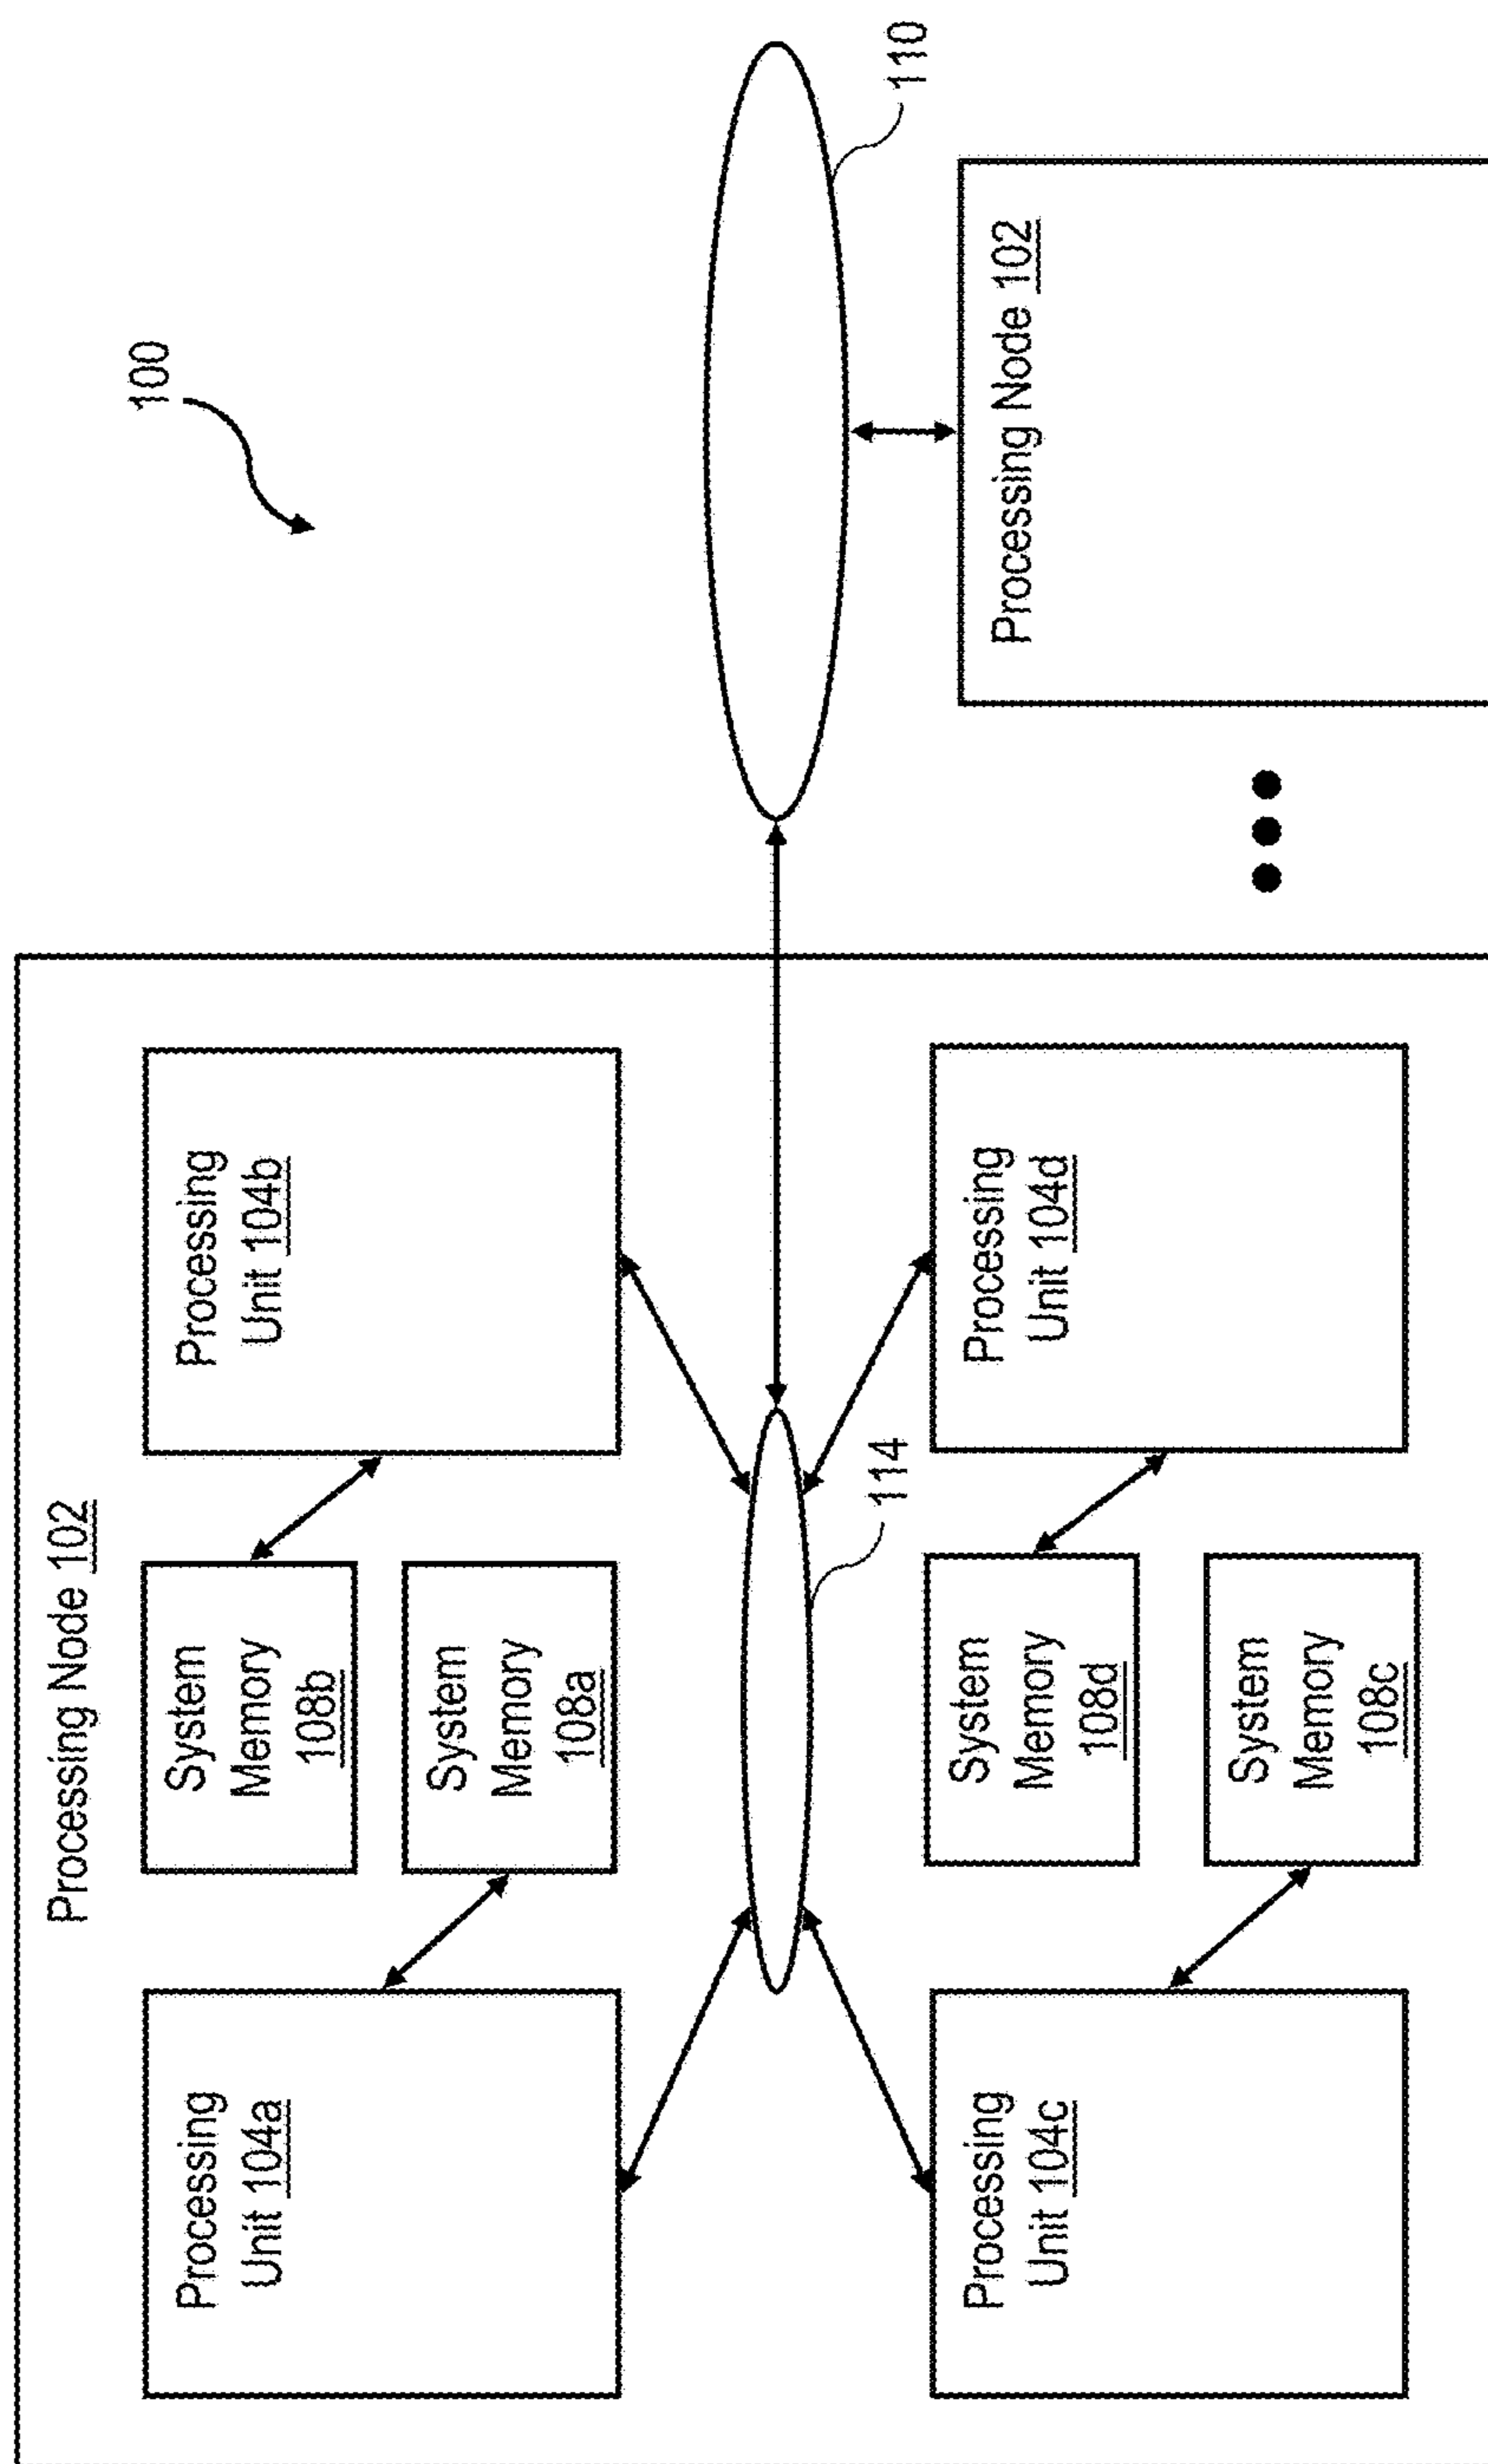 100
Processing Node 102
Processing
Unit 104a
System
Memory
108b
System
Memory
108a
Processing
Unit 104b
110
114
Processing
Unit 104c
System
Memory
108d
System
Memory
108c
Processing
Unit 104d
Processing Node 102